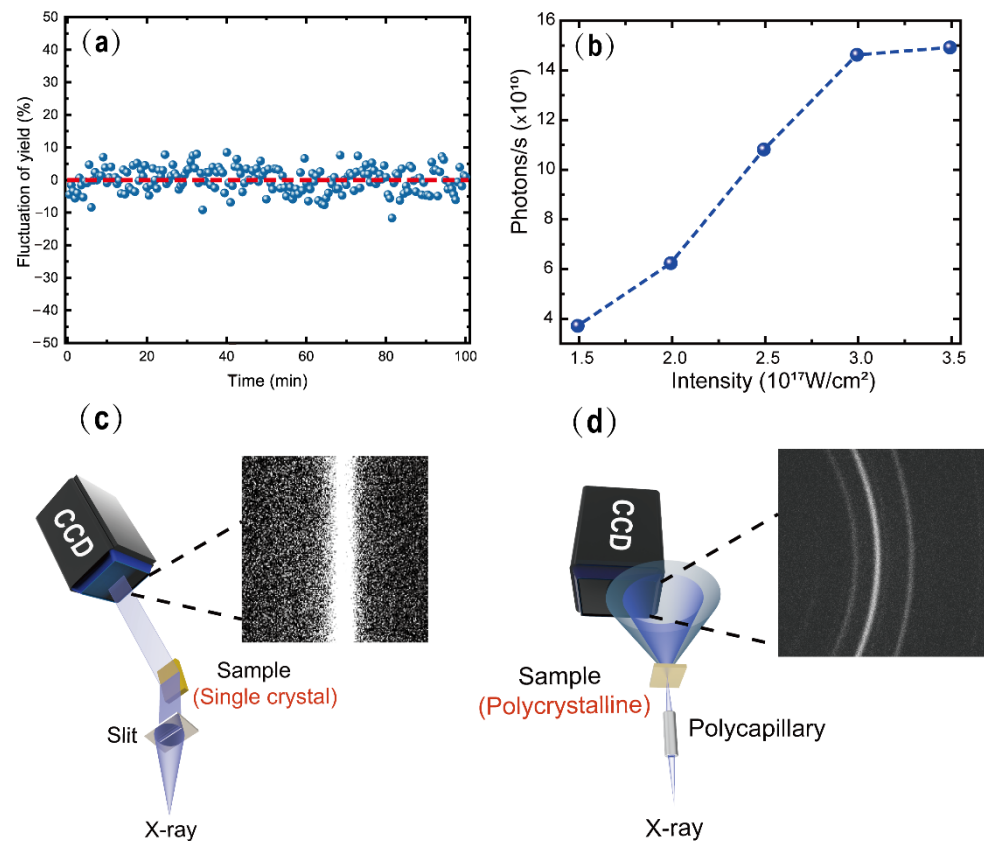 (a)
Fluctuation of yield (%)
50
40
30
20
10
0
−10
−20
−30
−40
−50
0 20 40 60 80 100
Time (min)
(b)
Photons/s (x10¹⁰)
16
14
12
10
8
6
4
1.5 2.0 2.5 3.0 3.5
Intensity (10¹⁷W/cm²)
(c)
CCD
Sample
(Single crystal)
Slit
X-ray
(d)
CCD
Sample
(Polycrystalline)
Polycapillary
X-ray